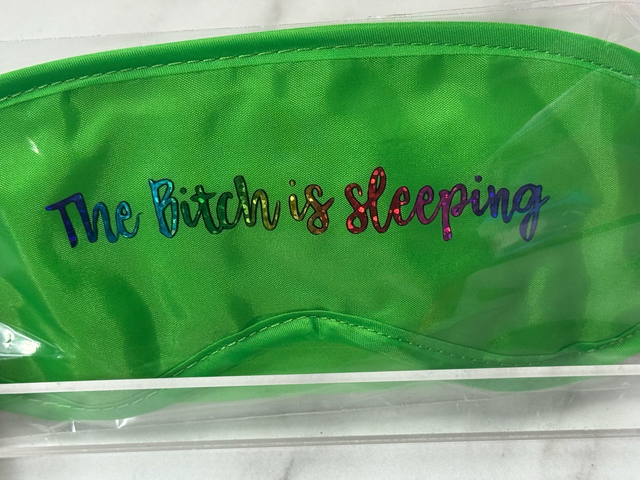 The Bitch is sleeping